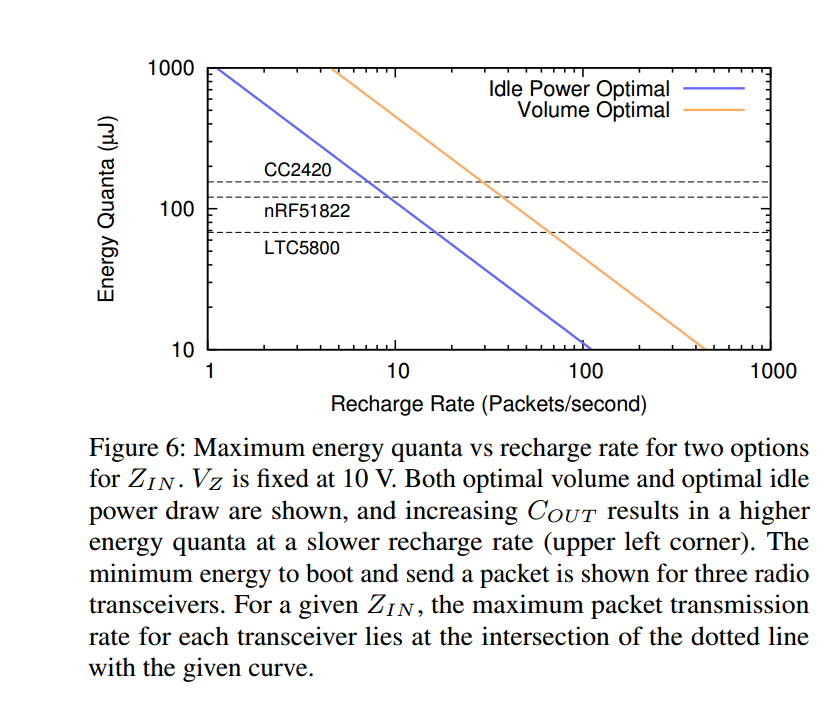 1000
Idle Power Optimal
Volume Optimal
Energy Quanta (μJ)
CC2420
100
nRF51822
LTC5800
10
1 10 100 1000
Recharge Rate (Packets/second)
Figure 6: Maximum energy quanta vs recharge rate for two options
for Z_IN. V_Z is fixed at 10 V. Both optimal volume and optimal idle
power draw are shown, and increasing C_OUT results in a higher
energy quanta at a slower recharge rate (upper left corner). The
minimum energy to boot and send a packet is shown for three radio
transceivers. For a given Z_IN, the maximum packet transmission
rate for each transceiver lies at the intersection of the dotted line
with the given curve.